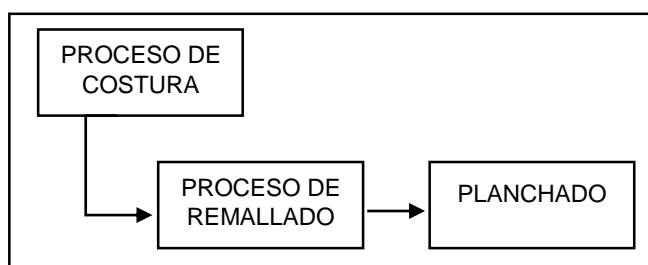 PROCESO DE
COSTURA
PROCESO DE
REMALLADO
PLANCHADO